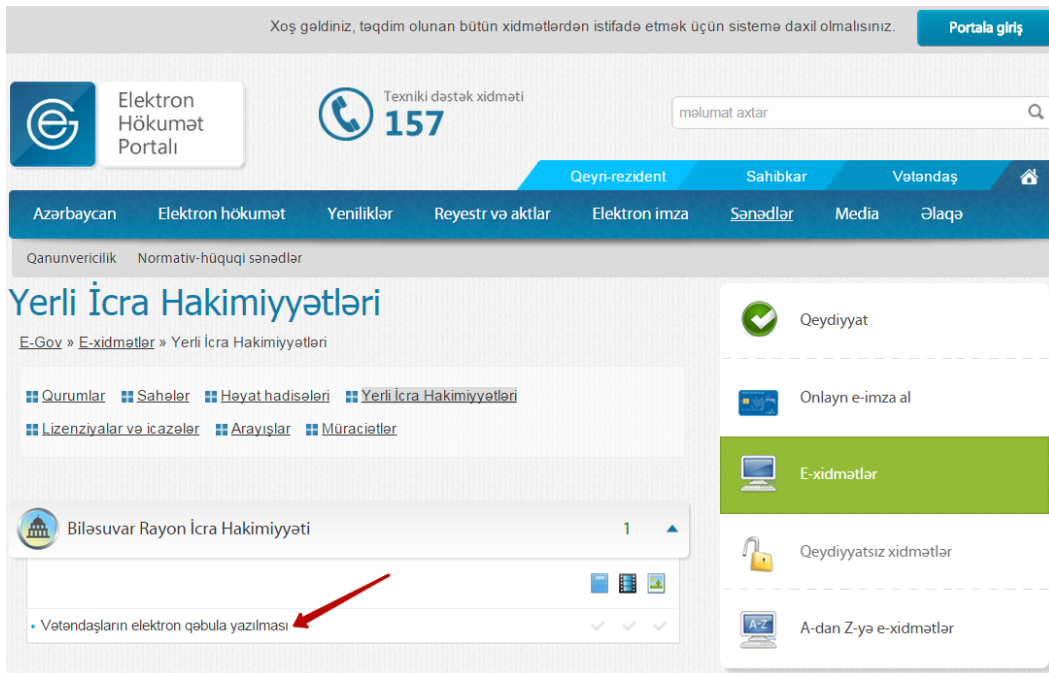 Xoş gəldiniz, təqdim olunan bütün xidmətlərdən istifadə etmək üçün sistemə daxil olmalısınız.
Portala giriş
Elektron
Hökumət
Portalı
Texniki dəstək xidməti
157
məlumat axtar
Qeyri-rezident
Sahibkar
Vətəndaş
Azərbaycan
Elektron hökumət
Yeniliklər
Reyestr və aktlar
Elektron imza
Sənədlər
Media
Əlaqə
Qanunvericilik
Normativ-hüquqi sənədlər
Yerli İcra Hakimiyyətləri
E-Gov » E-xidmətlər » Yerli İcra Hakimiyyətləri
Qurumlar
Sahələr
Həyat hadisələri
Yerli İcra Hakimiyyətləri
Lizenziyalar və icazələr
Arayışlar
Müraciətlər
Biləsuvar Rayon İcra Hakimiyyəti
1
• Vətəndaşların elektron qəbula yazılması
Qeydiyyat
Onlayn e-imza al
E-xidmətlər
Qeydiyyatsız xidmətlər
A-Z
A-dan Z-yə e-xidmətlər